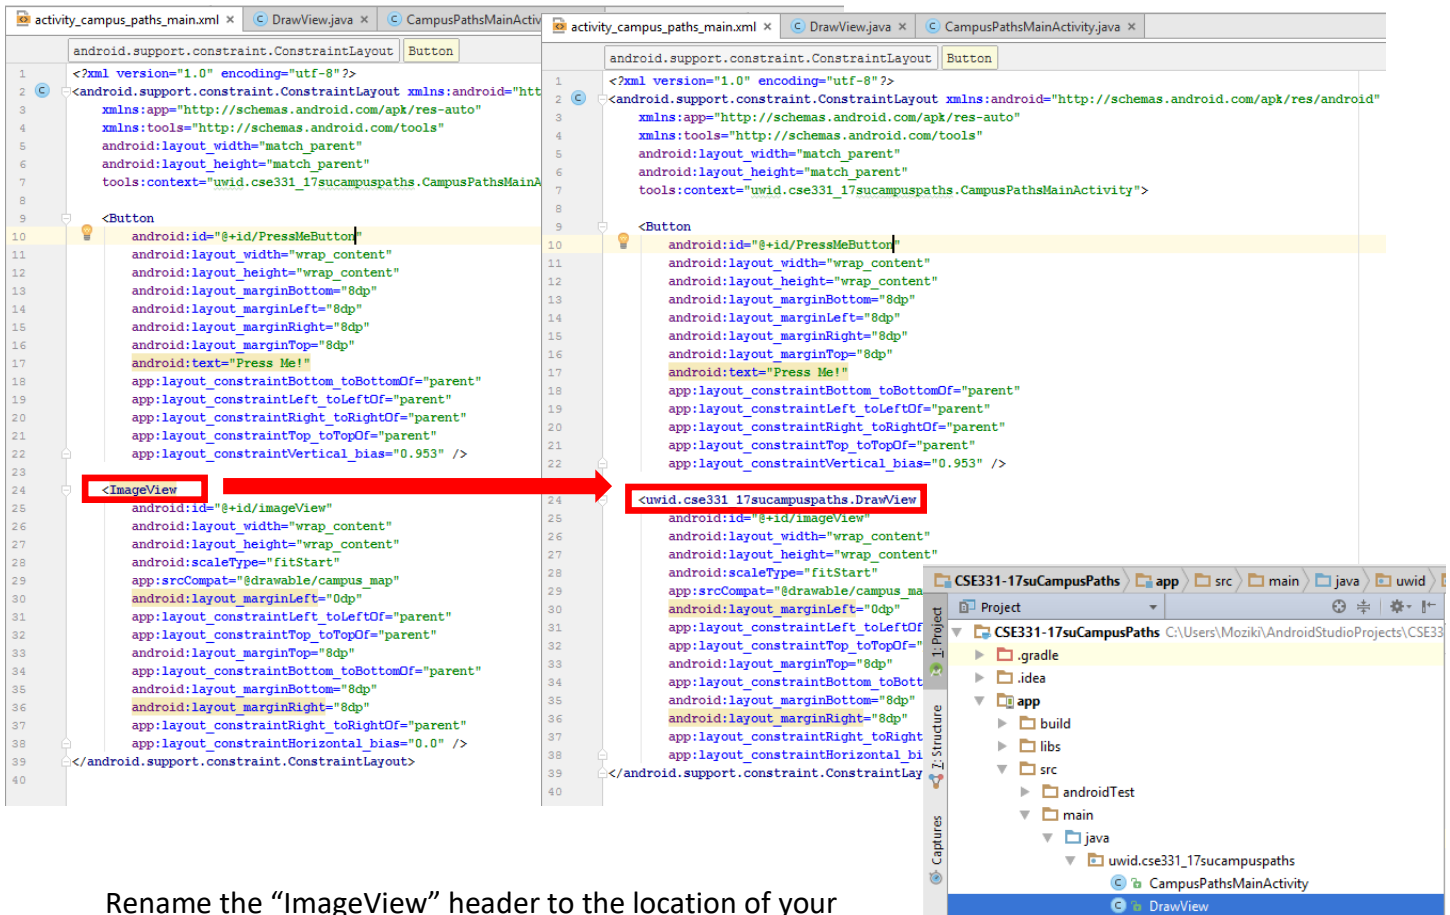 activity_campus_paths_main.xml × DrawView.java × CampusPathsMainActiv
android.support.constraint.ConstraintLayout Button
1 <?xml version="1.0" encoding="utf-8"?>
2 <android.support.constraint.ConstraintLayout xmlns:android="htt
3 xmlns:app="http://schemas.android.com/apk/res-auto"
4 xmlns:tools="http://schemas.android.com/tools"
5 android:layout_width="match_parent"
6 android:layout_height="match_parent"
7 tools:context="uwid.cse331_17sucampuspaths.CampusPathsMainA
8
9 <Button
10 android:id="@+id/PressMeButton"
11 android:layout_width="wrap_content"
12 android:layout_height="wrap_content"
13 android:layout_marginBottom="8dp"
14 android:layout_marginLeft="8dp"
15 android:layout_marginRight="8dp"
16 android:layout_marginTop="8dp"
17 android:text="Press Me!"
18 app:layout_constraintBottom_toBottomOf="parent"
19 app:layout_constraintLeft_toLeftOf="parent"
20 app:layout_constraintRight_toRightOf="parent"
21 app:layout_constraintTop_toTopOf="parent"
22 app:layout_constraintVertical_bias="0.953" />
23
24 <ImageView
25 android:id="@+id/imageView"
26 android:layout_width="wrap_content"
27 android:layout_height="wrap_content"
28 android:scaleType="fitStart"
29 app:srcCompat="@drawable/campus_map"
30 android:layout_marginLeft="0dp"
31 app:layout_constraintLeft_toLeftOf="parent"
32 app:layout_constraintTop_toTopOf="parent"
33 android:layout_marginTop="8dp"
34 app:layout_constraintBottom_toBottomOf="parent"
35 android:layout_marginBottom="8dp"
36 android:layout_marginRight="8dp"
37 app:layout_constraintRight_toRightOf="parent"
38 app:layout_constraintHorizontal_bias="0.0" />
39 </android.support.constraint.ConstraintLayout>
40
activity_campus_paths_main.xml × DrawView.java × CampusPathsMainActivity.java ×
android.support.constraint.ConstraintLayout Button
1 <?xml version="1.0" encoding="utf-8"?>
2 <android.support.constraint.ConstraintLayout xmlns:android="http://schemas.android.com/apk/res/android"
3 xmlns:app="http://schemas.android.com/apk/res-auto"
4 xmlns:tools="http://schemas.android.com/tools"
5 android:layout_width="match_parent"
6 android:layout_height="match_parent"
7 tools:context="uwid.cse331_17sucampuspaths.CampusPathsMainActivity">
8
9 <Button
10 android:id="@+id/PressMeButton"
11 android:layout_width="wrap_content"
12 android:layout_height="wrap_content"
13 android:layout_marginBottom="8dp"
14 android:layout_marginLeft="8dp"
15 android:layout_marginRight="8dp"
16 android:layout_marginTop="8dp"
17 android:text="Press Me!"
18 app:layout_constraintBottom_toBottomOf="parent"
19 app:layout_constraintLeft_toLeftOf="parent"
20 app:layout_constraintRight_toRightOf="parent"
21 app:layout_constraintTop_toTopOf="parent"
22 app:layout_constraintVertical_bias="0.953" />
24 <uwid.cse331_17sucampuspaths.DrawView
25 android:id="@+id/imageView"
26 android:layout_width="wrap_content"
27 android:layout_height="wrap_content"
28 android:scaleType="fitStart"
29 app:srcCompat="@drawable/campus_ma
30 android:layout_marginLeft="0dp"
31 app:layout_constraintLeft_toLeftOf
32 app:layout_constraintTop_toTopOf="
33 android:layout_marginTop="8dp"
34 app:layout_constraintBottom_toBott
35 android:layout_marginBottom="8dp"
36 android:layout_marginRight="8dp"
37 app:layout_constraintRight_toRight
38 app:layout_constraintHorizontal_bi
39 </android.support.constraint.ConstraintLay
40
CSE331-17suCampusPaths app src main java uwid
1: Project
7: Structure
Captures
Project
CSE331-17suCampusPaths C:\Users\Moziki\AndroidStudioProjects\CSE33
.gradle
.idea
app
build
libs
src
androidTest
main
java
uwid.cse331_17sucampuspaths
CampusPathsMainActivity
DrawView
Rename the “ImageView” header to the location of your